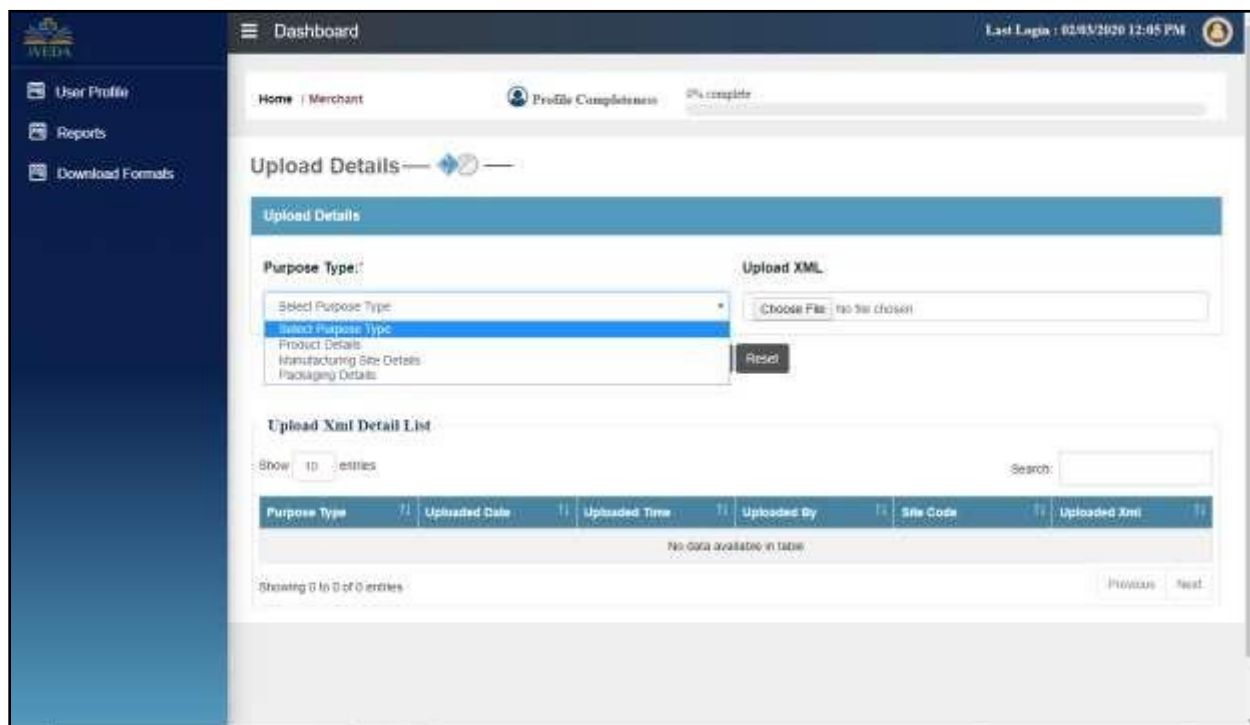 iVEDA
Dashboard
Last Login : 02/03/2020 12:05 PM
User Profile
Reports
Download Formats
Home / Merchant
Profile Completeness
0% complete
Upload Details
Upload Details
Purpose Type:*
Upload XML
Select Purpose Type
Choose File No file chosen
Select Purpose Type
Product Details
Manufacturing Site Details
Packaging Details
Reset
Upload Xml Detail List
Show 10 entries
Search:
Purpose Type Uploaded Date Uploaded Time Uploaded By Site Code Uploaded Xml
No data available in table
Showing 0 to 0 of 0 entries
Previous Next